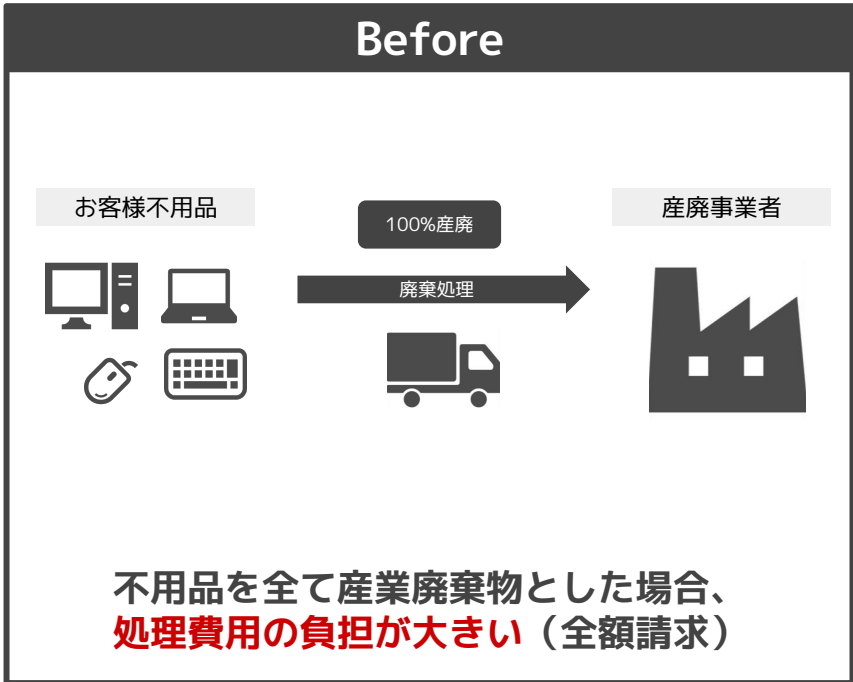 Before
お客様不用品
100%産廃
産廃事業者
廃棄処理
不用品を全て産業廃棄物とした場合、
処理費用の負担が大きい（全額請求）